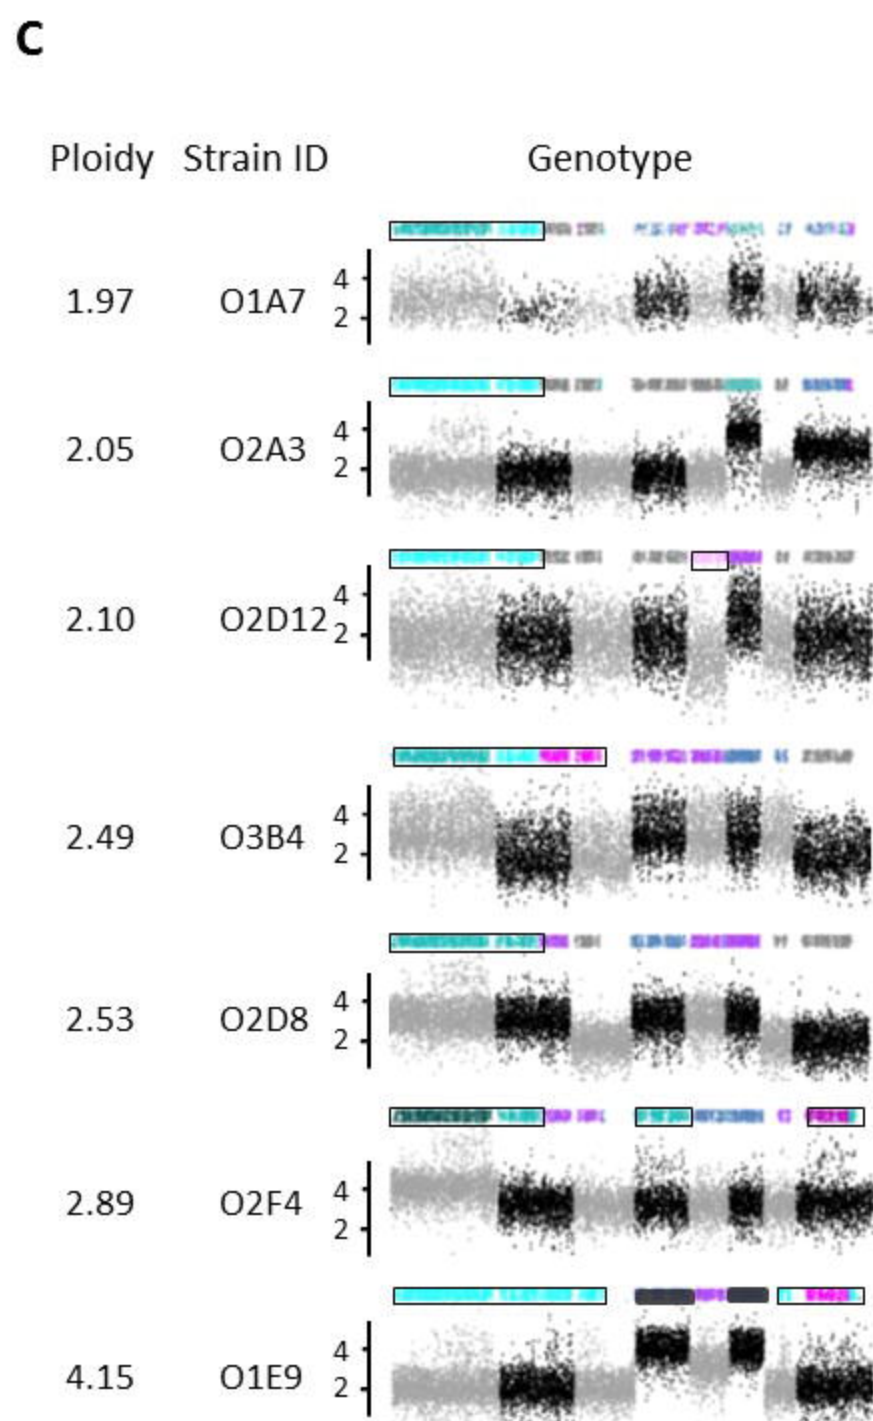 C
Ploidy Strain ID Genotype
4
1.97 O1A7 2
4
2.05 O2A3 2
4
2.10 O2D12 2
4
2.49 O3B4 2
4
2.53 O2D8 2
4
2.89 O2F4 2
4
4.15 O1E9 2